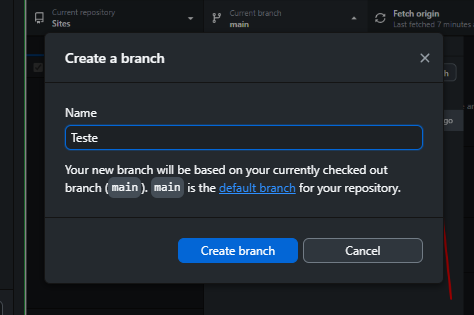 Current repository
Sites
Current branch
main
Fetch origin
Last fetched 7 minutes
Create a branch
Name
Teste
Your new branch will be based on your currently checked out
branch ( main ). main is the default branch for your repository.
Create branch
Cancel
h
go